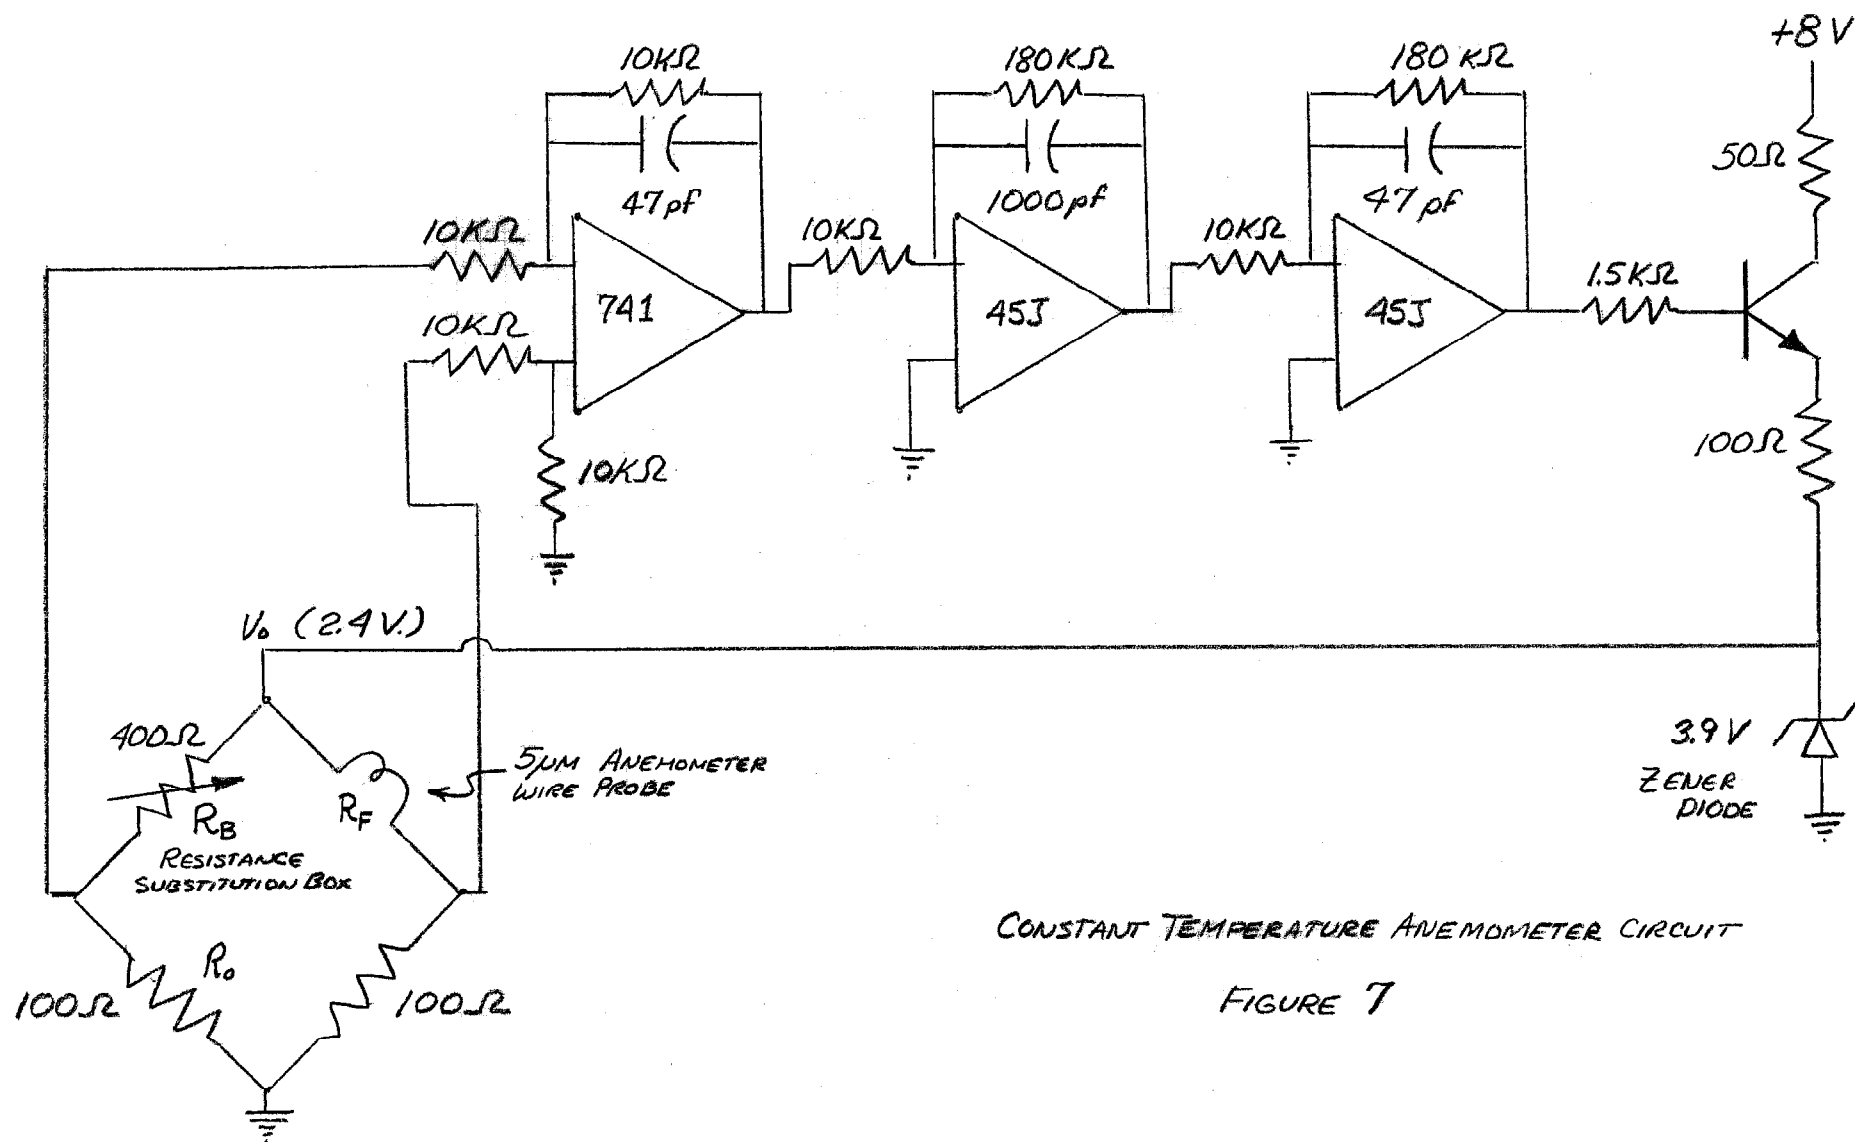 10KΩ
180KΩ
180KΩ
+8V
50Ω
47pf
1000pf
47pf
10KΩ
10KΩ
10KΩ
1.5KΩ
741
45J
45J
10KΩ
100Ω
10KΩ
V₀ (2.4V.)
400Ω
R_B
RESISTANCE
SUBSTITUTION BOX
R_F
5µM ANEMOMETER
WIRE PROBE
3.9V
ZENER
DIODE
R₀
100Ω
100Ω
CONSTANT TEMPERATURE ANEMOMETER CIRCUIT
FIGURE 7